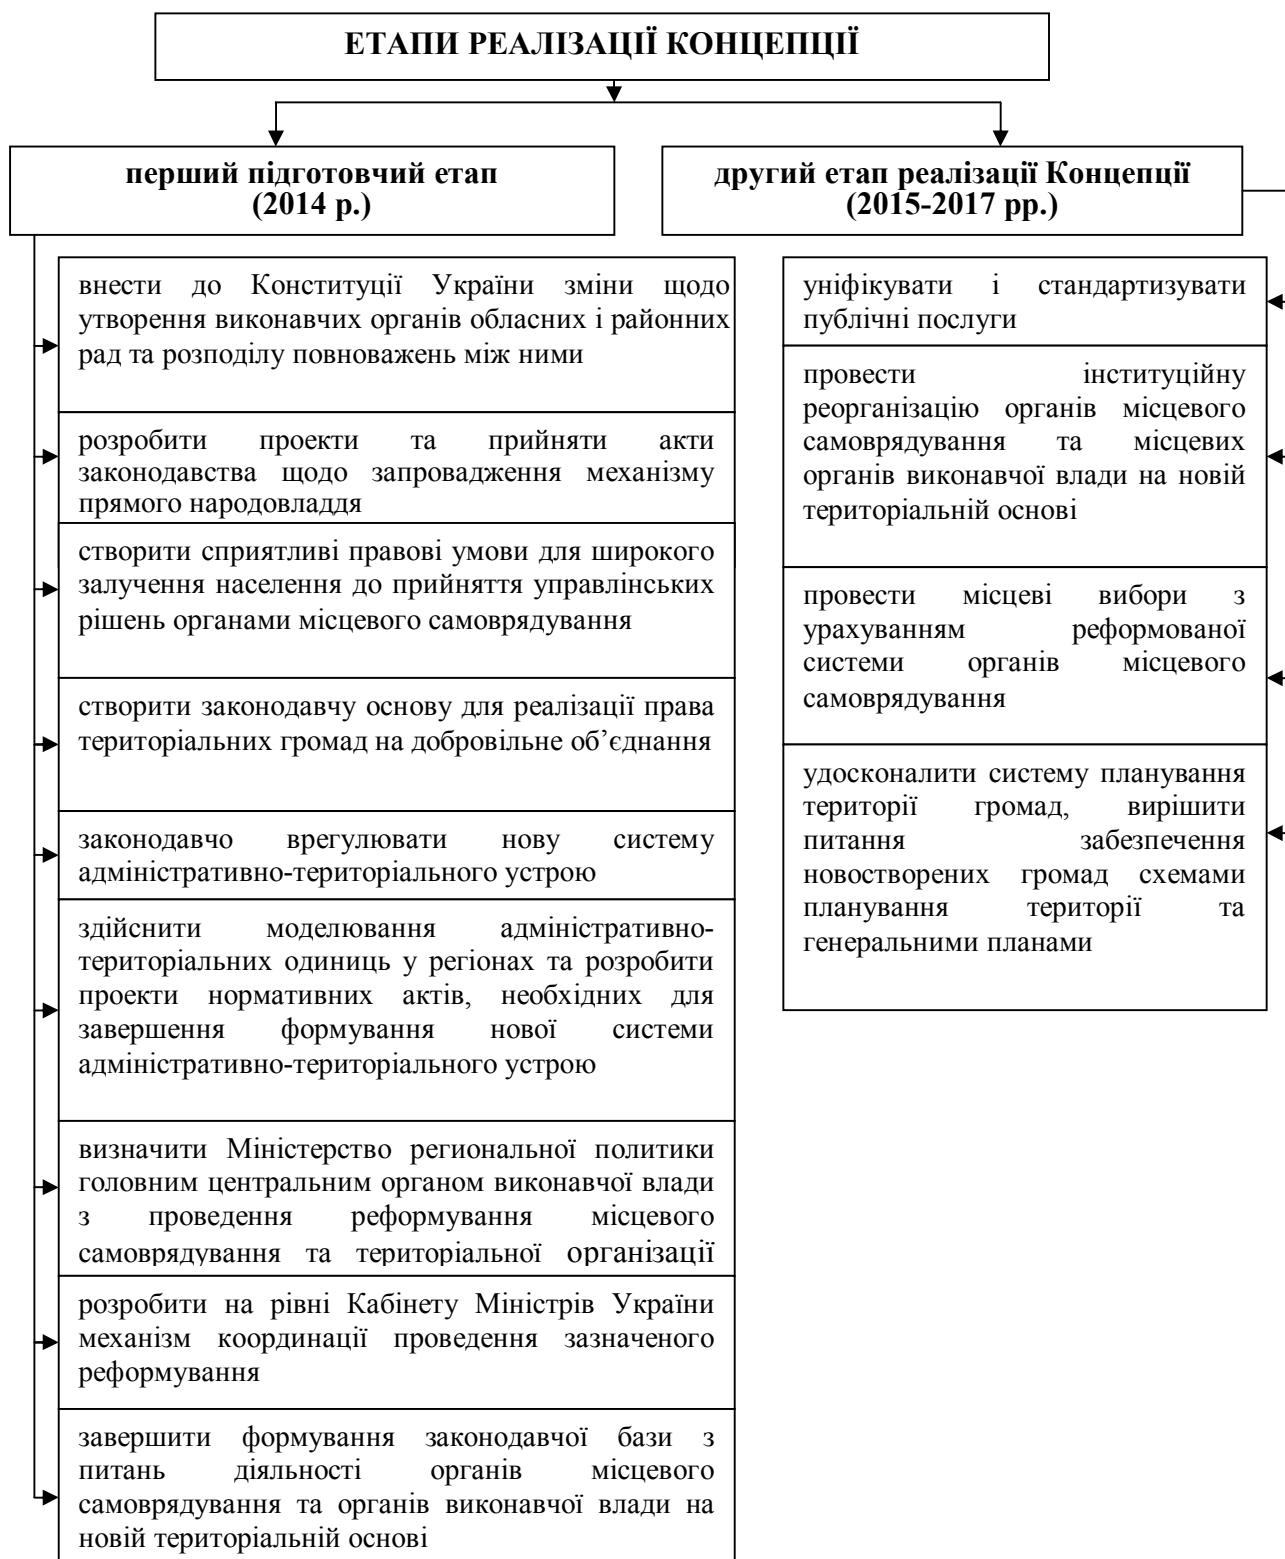 ЕТАПИ РЕАЛІЗАЦІЇ КОНЦЕПЦІЇ
перший підготовчий етап
(2014 р.)
внести до Конституції України зміни щодо
утворення виконавчих органів обласних і районних
рад та розподілу повноважень між ними
розробити проекти та прийняти акти
законодавства щодо запровадження механізму
прямого народовладдя
створити сприятливі правові умови для широкого
залучення населення до прийняття управлінських
рішень органами місцевого самоврядування
створити законодавчу основу для реалізації права
територіальних громад на добровільне об’єднання
законодавчо врегулювати нову систему
адміністративно-територіального устрою
здійснити моделювання адміністративно-
територіальних одиниць у регіонах та розробити
проекти нормативних актів, необхідних для
завершення формування нової системи
адміністративно-територіального устрою
визначити Міністерство регіональної політики
головним центральним органом виконавчої влади
з проведення реформування місцевого
самоврядування та територіальної організації
розробити на рівні Кабінету Міністрів України
механізм координації проведення зазначеного
реформування
завершити формування законодавчої бази з
питань діяльності органів місцевого
самоврядування та органів виконавчої влади на
новій територіальній основі
другий етап реалізації Концепції
(2015-2017 рр.)
уніфікувати і стандартизувати
публічні послуги
провести інституційну
реорганізацію органів місцевого
самоврядування та місцевих
органів виконавчої влади на новій
територіальній основі
провести місцеві вибори з
урахуванням реформованої
системи органів місцевого
самоврядування
удосконалити систему планування
території громад, вирішити
питання забезпечення
новостворених громад схемами
планування території та
генеральними планами